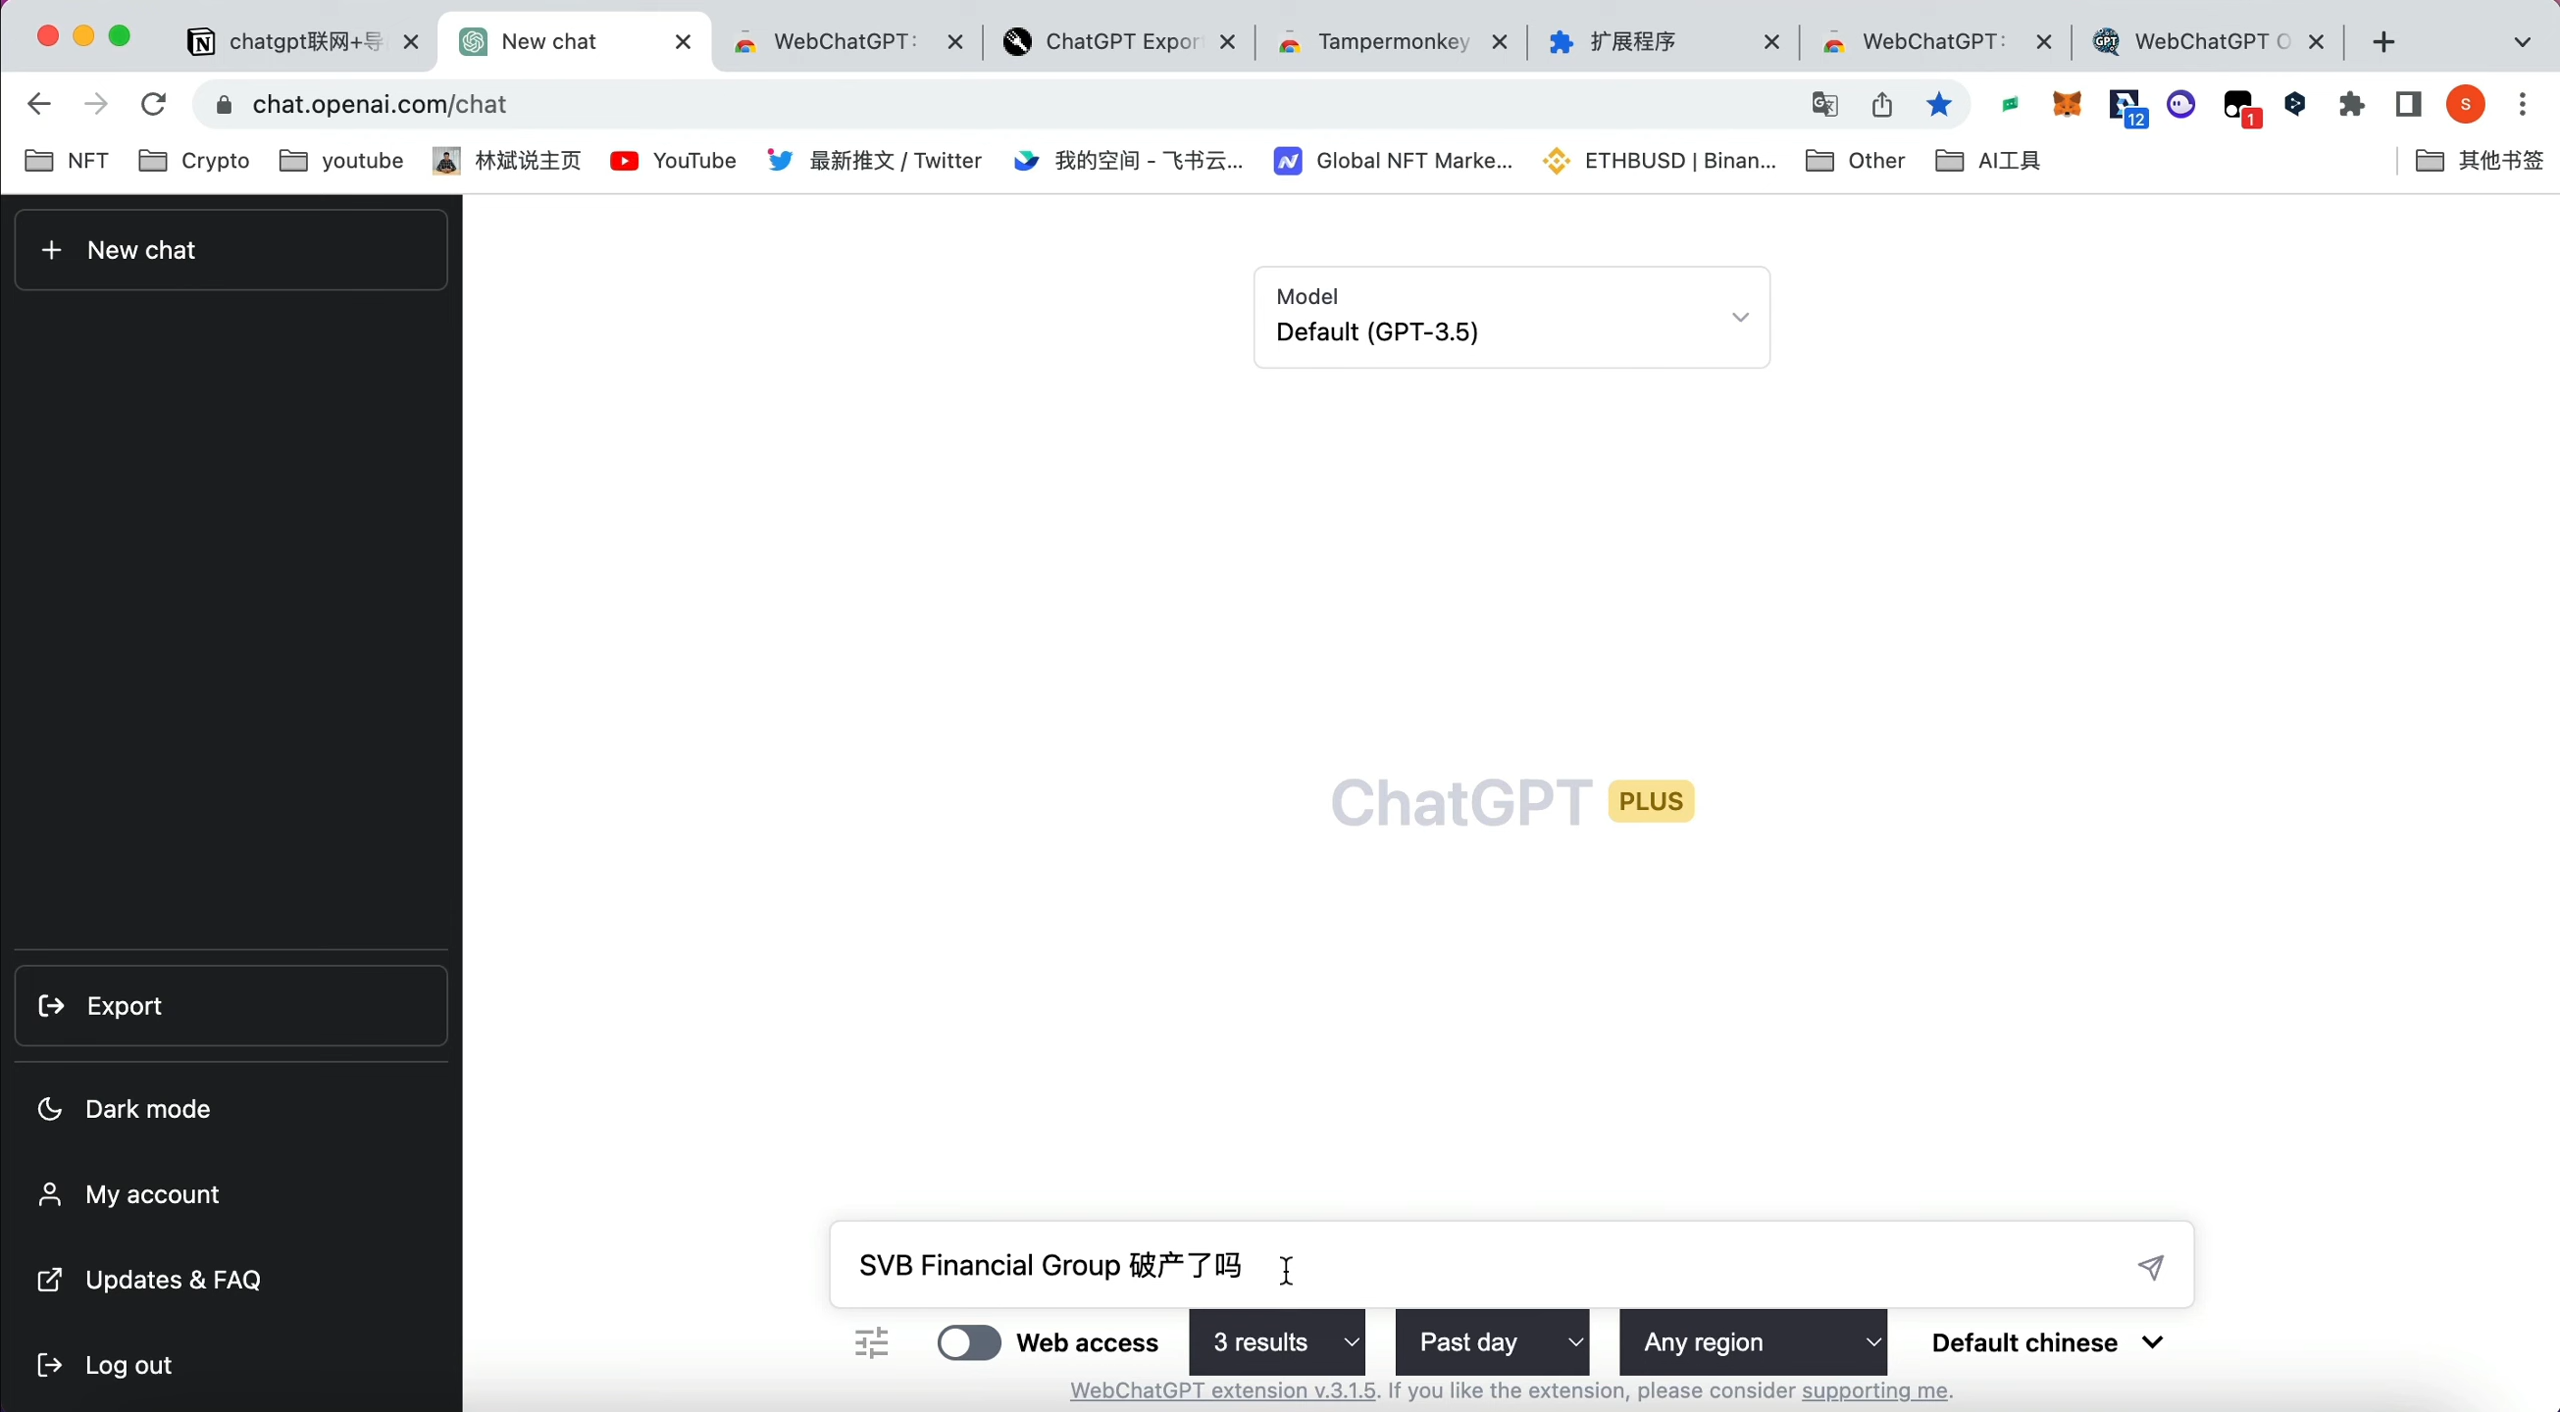 chatgpt联网+导
New chat
WebChatGPT:
ChatGPT Expor
Tampermonkey
扩展程序
WebChatGPT:
WebChatGPT O
chat.openai.com/chat
12
1
S
NFT
Crypto
youtube
林斌说主页
YouTube
最新推文 / Twitter
我的空间 - 飞书云...
Global NFT Marke...
ETHBUSD | Binan...
Other
AI工具
其他书签
New chat
Model
Default (GPT-3.5)
ChatGPT PLUS
Export
Dark mode
My account
Updates & FAQ
Log out
SVB Financial Group 破产了吗
Web access
3 results
Past day
Any region
Default chinese
WebChatGPT extension v.3.1.5. If you like the extension, please consider supporting me.